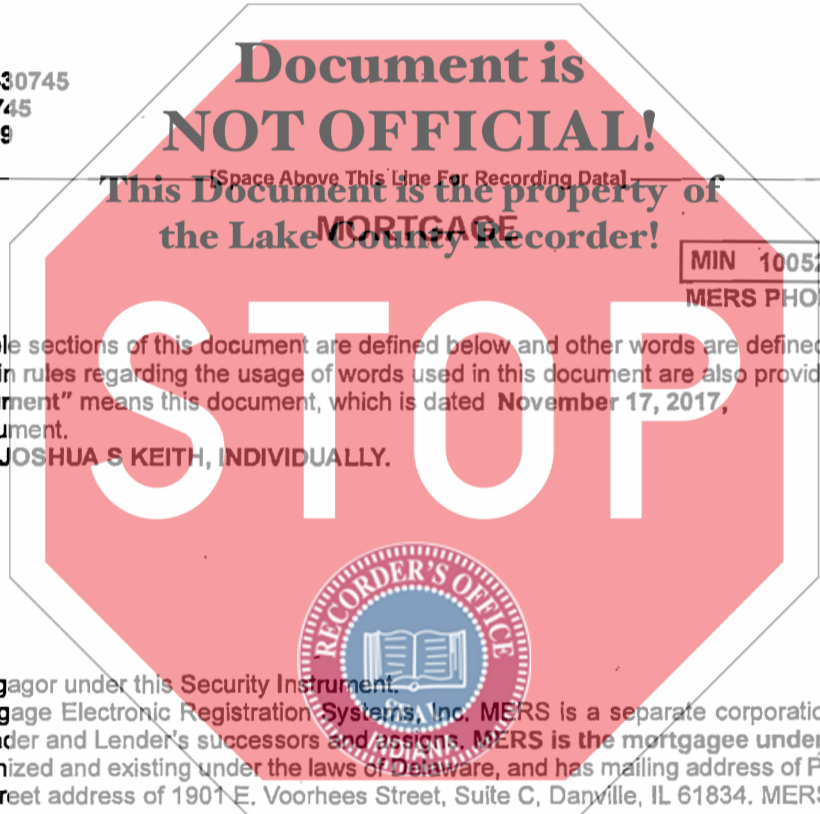 Document is
30745
745
NOT OFFICIAL!
9
[Space Above This Line For Recording Data]
This Document is the property of
MORTGAGE
the Lake County Recorder!
MIN 10052
MERS PHO
le sections of this document are defined below and other words are defined
in rules regarding the usage of words used in this document are also provid
ment" means this document, which is dated November 17, 2017,
ument.
JOSHUA S KEITH, INDIVIDUALLY.
STOP
RECORDER'S OFFICE
SEAL
gagor under this Security Instrument.
gage Electronic Registration Systems, Inc. MERS is a separate corporatio
der and Lender's successors and assigns. MERS is the mortgagee under
INDIANA
nized and existing under the laws of Delaware, and has mailing address of P
reet address of 1901 E. Voorhees Street, Suite C, Danville, IL 61834. MERS